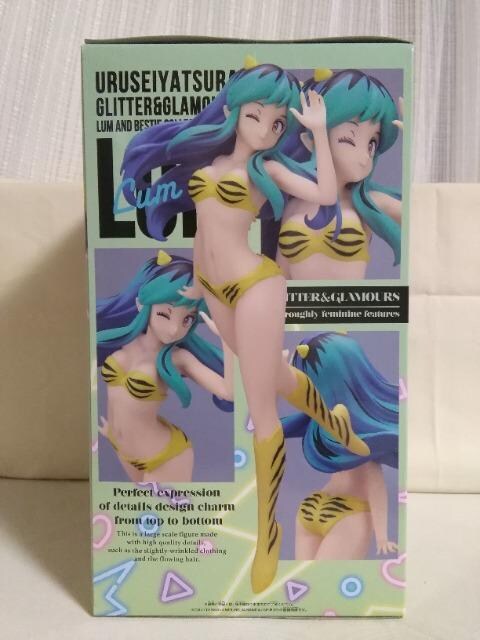 URUSEIYATSURA
GLITTER&GLAMOU
LUM AND BESTIE
LU
Lum
ITTER&GLAMOURS
roughly feminine features
Perfect expression
of details design charm
from top to bottom
This is a large scale figure made
with high quality details,
such as the slightly-wrinkled clothing
and the flowing hair.